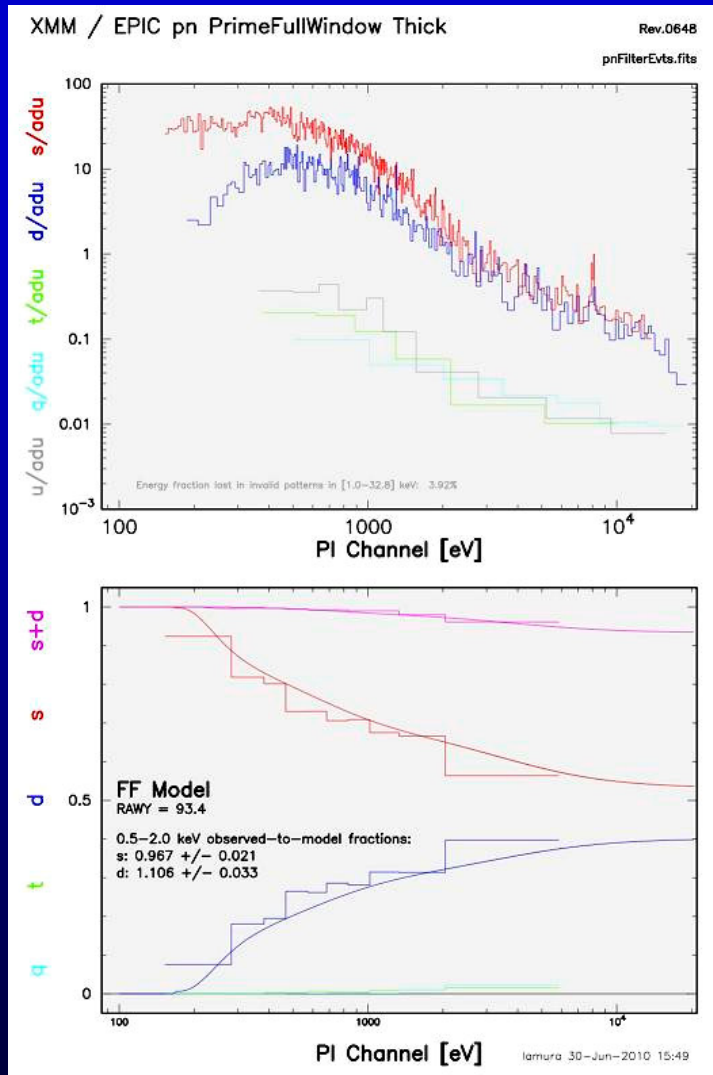 XMM / EPIC pn PrimeFullWindow Thick
Rev.0648
pnFilterEvts.fits
u/adu q/adu t/adu d/adu s/adu
100
10
1
0.1
0.01
10⁻³
Energy fraction lost in invalid patterns in [1.0−32.8] keV: 3.92%
100 1000 10⁴
PI Channel [eV]
q t d s s+d
1
0.5
0
FF Model
RAWY = 93.4
0.5−2.0 keV observed−to−model fractions:
s: 0.967 +/− 0.021
d: 1.106 +/− 0.033
100 1000 10⁴
PI Channel [eV]
lamura 30−Jun−2010 15:49